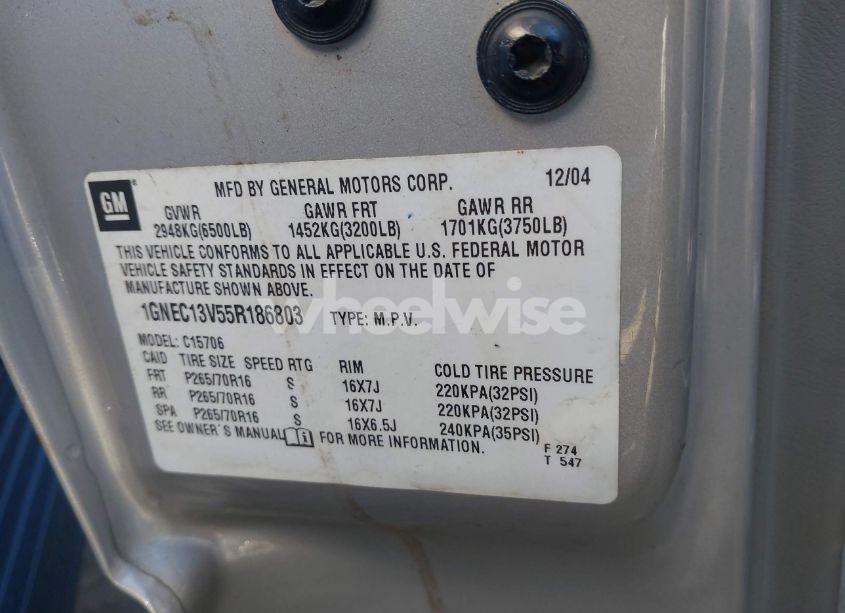 GM
MFD BY GENERAL MOTORS CORP. 12/04
GVWR GAWR FRT GAWR RR
2948KG(6500LB) 1452KG(3200LB) 1701KG(3750LB)
THIS VEHICLE CONFORMS TO ALL APPLICABLE U.S. FEDERAL MOTOR
VEHICLE SAFETY STANDARDS IN EFFECT ON THE DATE OF
MANUFACTURE SHOWN ABOVE.
1GNEC13V55R186803 TYPE: M.P.V.
wheelwise
MODEL: C15706
CAID TIRE SIZE SPEED RTG RIM COLD TIRE PRESSURE
FRT P265/70R16 S 16X7J 220KPA(32PSI)
RR P265/70R16 S 16X7J 220KPA(32PSI)
SPA P265/70R16 S 16X6.5J 240KPA(35PSI)
SEE OWNER'S MANUAL FOR MORE INFORMATION.
F 274
T 547